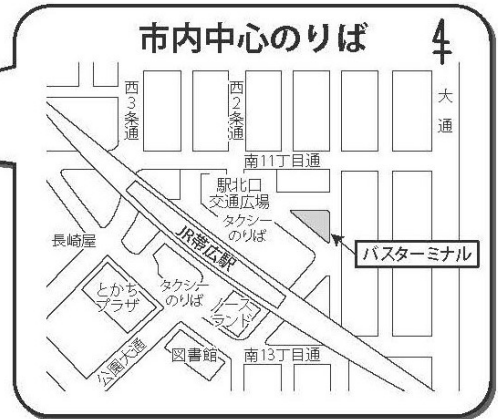 市内中心のりば
西3条通
西2条通
大通
南11丁目通
駅北口
交通広場
タクシー
のりば
JR帯広駅
バスターミナル
長崎屋
とかち
プラザ
タクシー
のりば
ランド
図書館
南13丁目通
公園大通